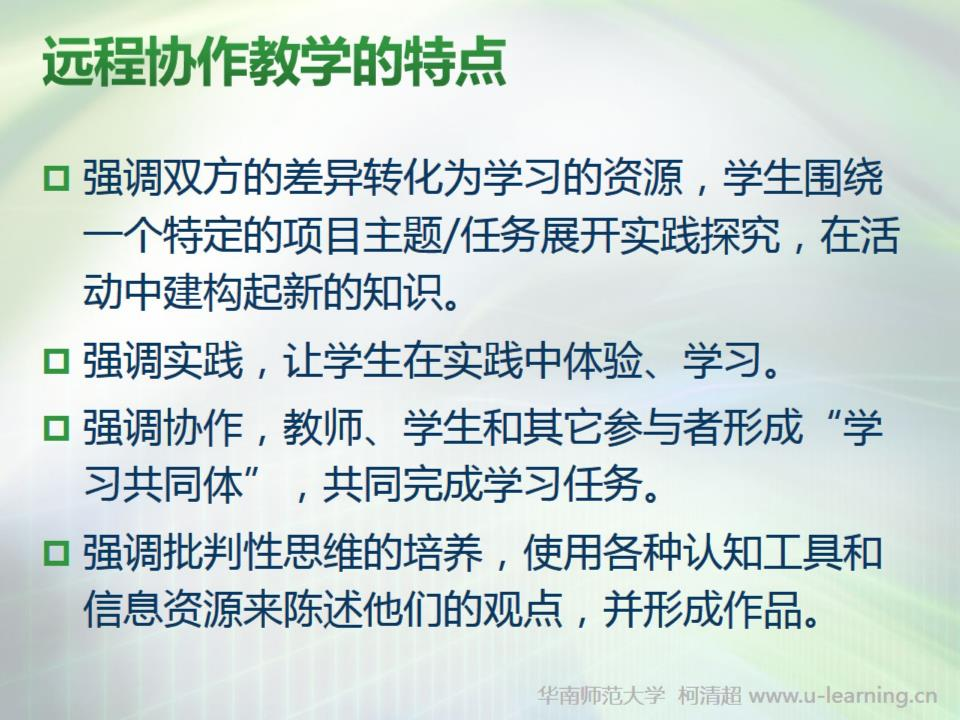 远程协作教学的特点
强调双方的差异转化为学习的资源，学生围绕
一个特定的项目主题/任务展开实践探究，在活
动中建构起新的知识。
强调实践，让学生在实践中体验、学习。
强调协作，教师、学生和其它参与者形成“学
习共同体”，共同完成学习任务。
强调批判性思维的培养，使用各种认知工具和
信息资源来陈述他们的观点，并形成作品。
华南师范大学 柯清超 www.u-learning.cn